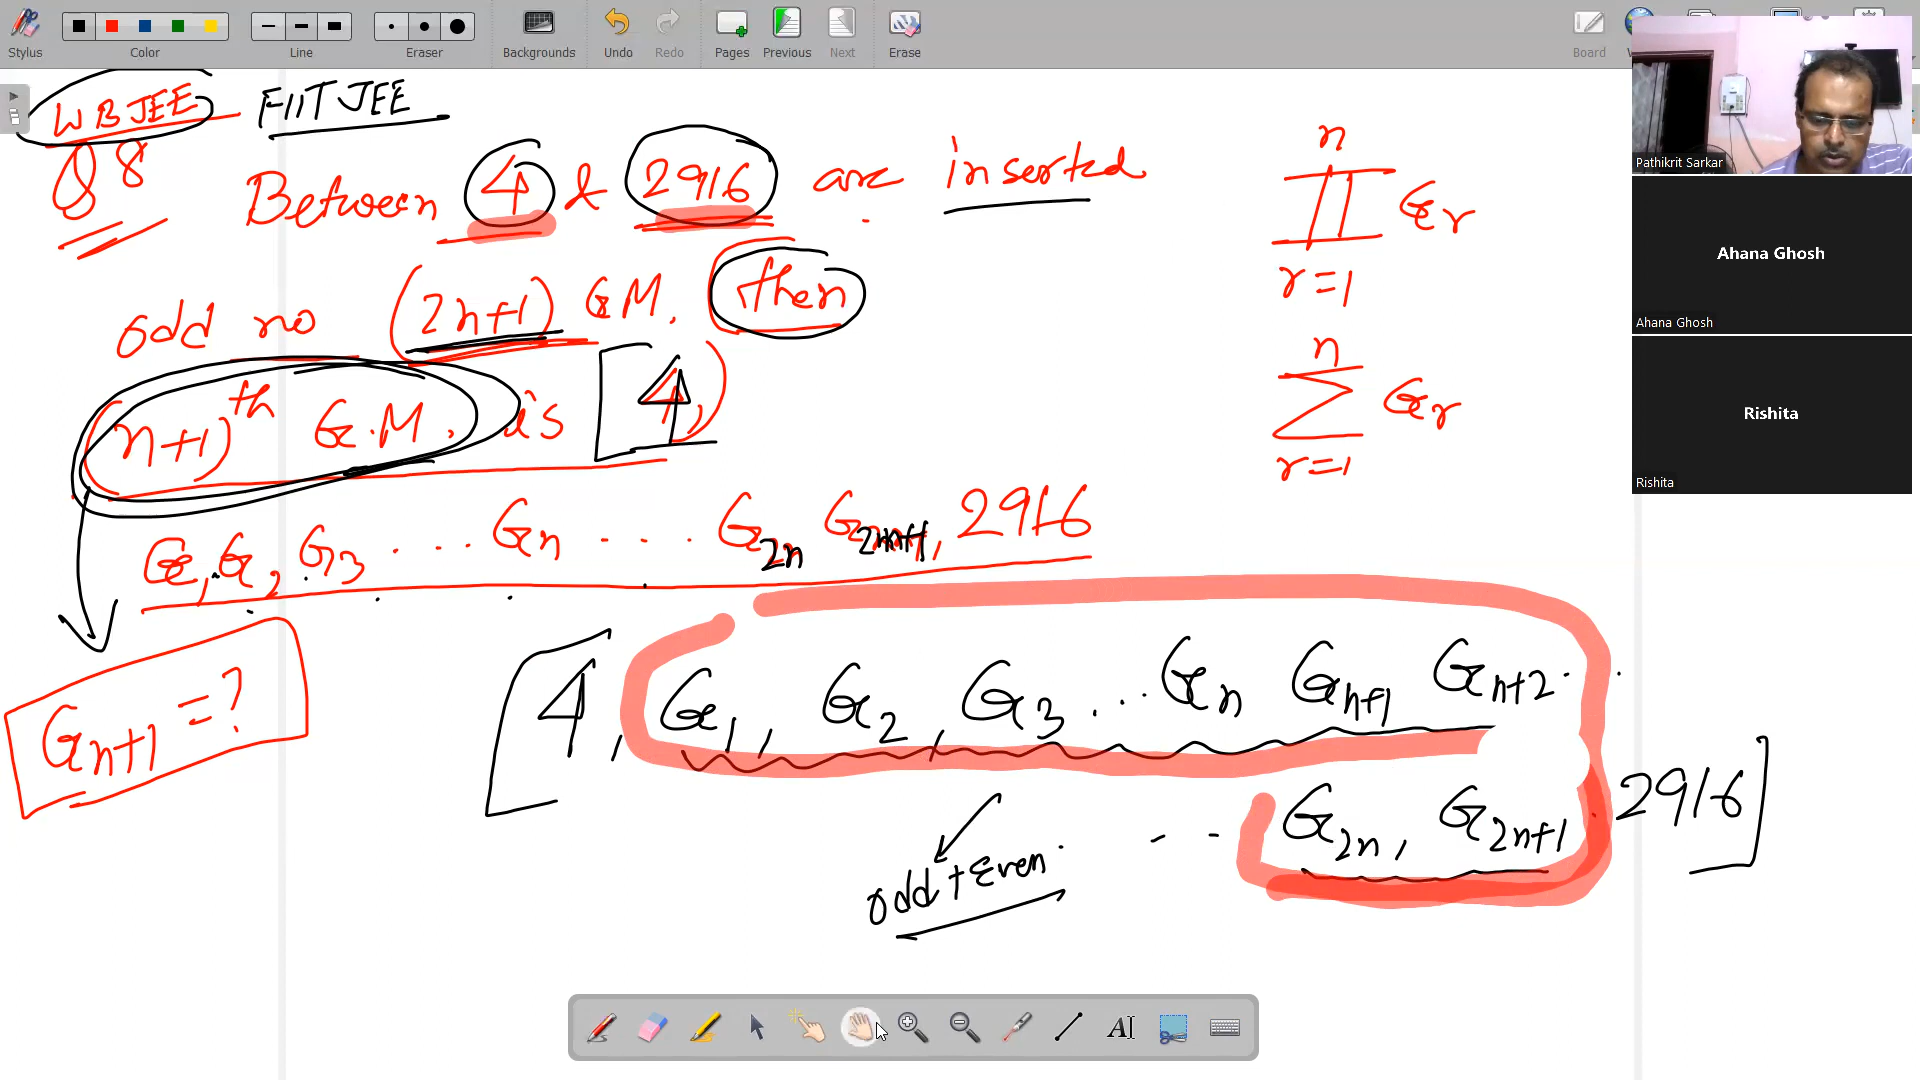 Stylus
Color
Line
Eraser
Backgrounds
Undo
Redo
Pages
Previous
Next
Erase
Board
WBJEE FIITJEE
Q8
Between 4 & 2916 are inserted
odd no (2n+1) G.M. then
(n+1)th G.M. is 4,
G1, G2, G3 .... Gn .... G2n G2n+1, 2916
Gn+1 = ?
n
∏ Gr
r=1
n
∑ Gr
r=1
[4, G1, G2, G3 ... Gn Gn+1 Gn+2 ..
-- G2n, G2n+1 . 2916]
odd + Even
Pathikrit Sarkar
Ahana Ghosh
Ahana Ghosh
Rishita
Rishita